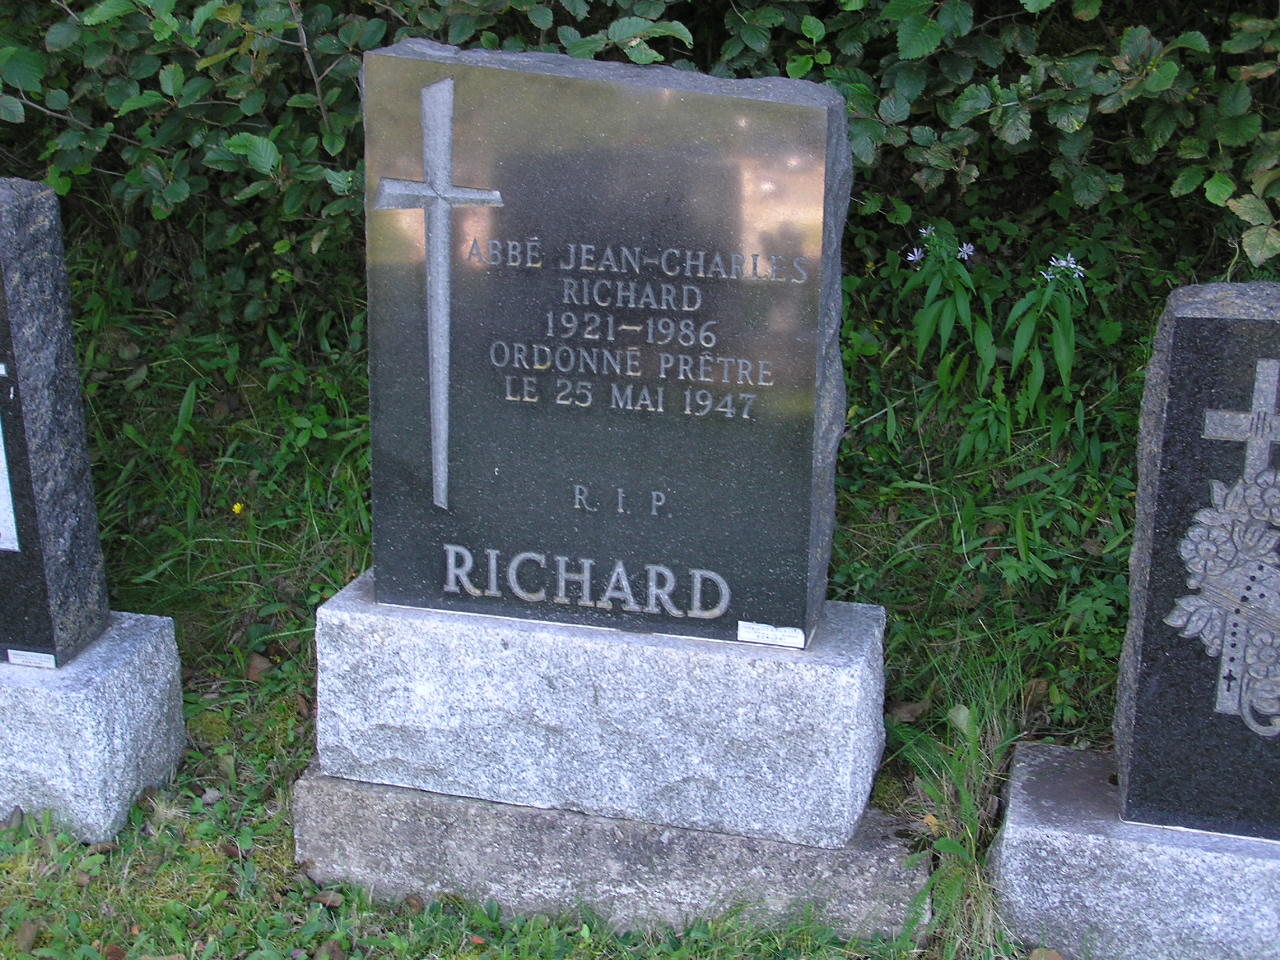 ABBÉ JEAN-CHARLES
RICHARD
1921-1986
ORDONNÉ PRÊTRE
LE 25 MAI 1947
R. I. P.
RICHARD